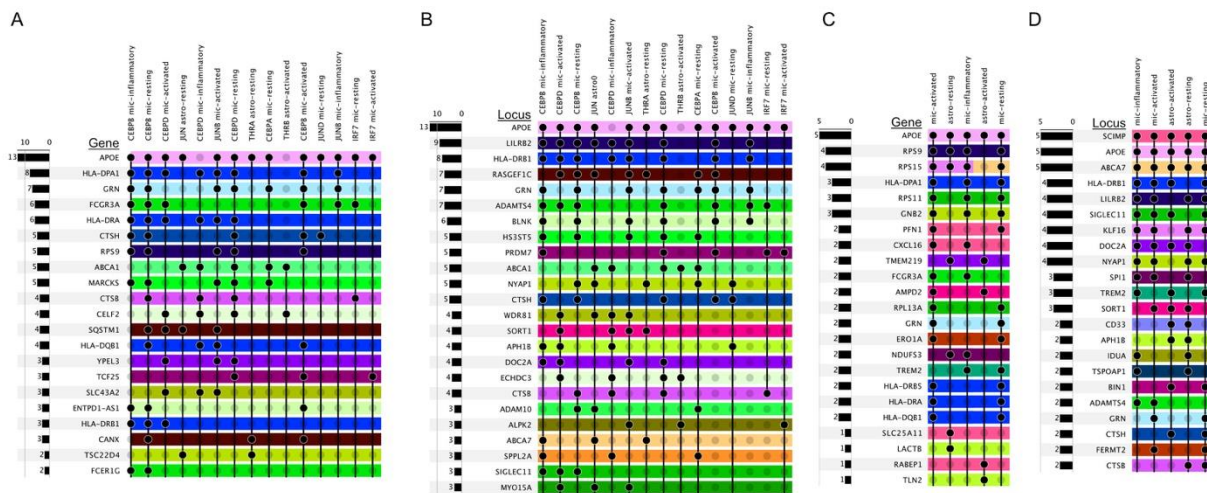 A
CEBPB mic-inflammatory
CEBPB mic-resting
CEBPD mic-activated
JUN astro-resting
CEBPD mic-inflammatory
JUNB mic-activated
CEBPD mic-resting
THRA astro-resting
CEBPA mic-resting
THRB astro-activated
CEBPB mic-activated
JUND mic-resting
JUNB mic-inflammatory
IRF7 mic-resting
IRF7 mic-activated
10 0
Gene
13 APOE
8 HLA-DPA1
7 GRN
6 FCGR3A
6 HLA-DRA
5 CTSH
5 RPS9
5 ABCA1
5 MARCKS
4 CTSB
4 CELF2
4 SQSTM1
4 HLA-DQB1
3 YPEL3
3 TCF25
3 SLC43A2
3 ENTPD1-AS1
3 HLA-DRB1
3 CANX
2 TSC22D4
2 FCER1G
B
CEBPB mic-inflammatory
CEBPD mic-activated
CEBPB mic-resting
JUN astro0
CEBPD mic-inflammatory
JUNB mic-activated
THRA astro-resting
CEBPD mic-resting
THRB astro-activated
CEBPA mic-resting
CEBPB mic-activated
JUND mic-resting
JUNB mic-inflammatory
IRF7 mic-resting
IRF7 mic-activated
10 0
Locus
13 APOE
9 LILRB2
8 HLA-DRB1
7 RASGEF1C
7 GRN
7 ADAMTS4
6 BLNK
5 HS3ST5
5 PRDM7
5 ABCA1
5 NYAP1
5 CTSH
4 WDR81
4 SORT1
4 APH1B
4 DOC2A
4 ECHDC3
4 CTSB
3 ADAM10
3 ALPK2
3 ABCA7
3 SPPL2A
3 SIGLEC11
3 MYO15A
C
mic-activated
astro-resting
mic-inflammatory
astro-activated
mic-resting
5 0
Gene
5 APOE
4 RPS9
4 RPS15
3 HLA-DPA1
3 RPS11
3 GNB2
2 PFN1
2 CXCL16
2 TMEM219
2 FCGR3A
2 AMPD2
2 RPL13A
2 GRN
2 ERO1A
2 NDUFS3
2 TREM2
2 HLA-DRB5
2 HLA-DRA
2 HLA-DQB1
1 SLC25A11
1 LACTB
1 RABEP1
1 TLN2
D
mic-inflammatory
mic-activated
astro-activated
astro-resting
mic-resting
5 0
Locus
5 SCIMP
5 APOE
5 ABCA7
4 HLA-DRB1
4 LILRB2
4 SIGLEC11
4 KLF16
4 DOC2A
4 NYAP1
3 SPI1
3 TREM2
3 SORT1
2 CD33
2 APH1B
2 IDUA
2 TSPOAP1
2 BIN1
2 ADAMTS4
2 GRN
2 CTSH
2 FERMT2
2 CTSB